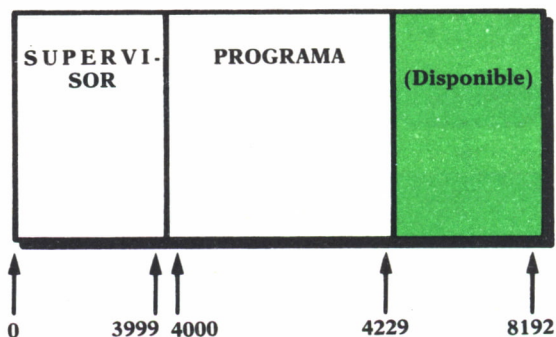 SUPERVI-
SOR
PROGRAMA
(Disponible)
0 3999 4000 4229 8192